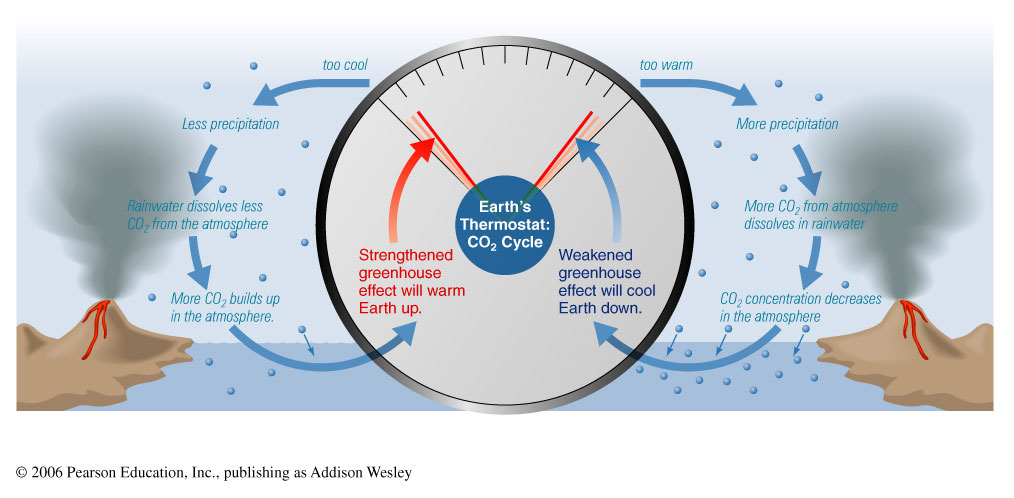 too cool
Less precipitation
Rainwater dissolves less
CO₂ from the atmosphere
More CO₂ builds up
in the atmosphere.
Strengthened
greenhouse
effect will warm
Earth up.
Earth's
Thermostat:
CO₂ Cycle
too warm
More precipitation
More CO₂ from atmosphere
dissolves in rainwater
CO₂ concentration decreases
in the atmosphere
Weakened
greenhouse
effect will cool
Earth down.
© 2006 Pearson Education, Inc., publishing as Addison Wesley